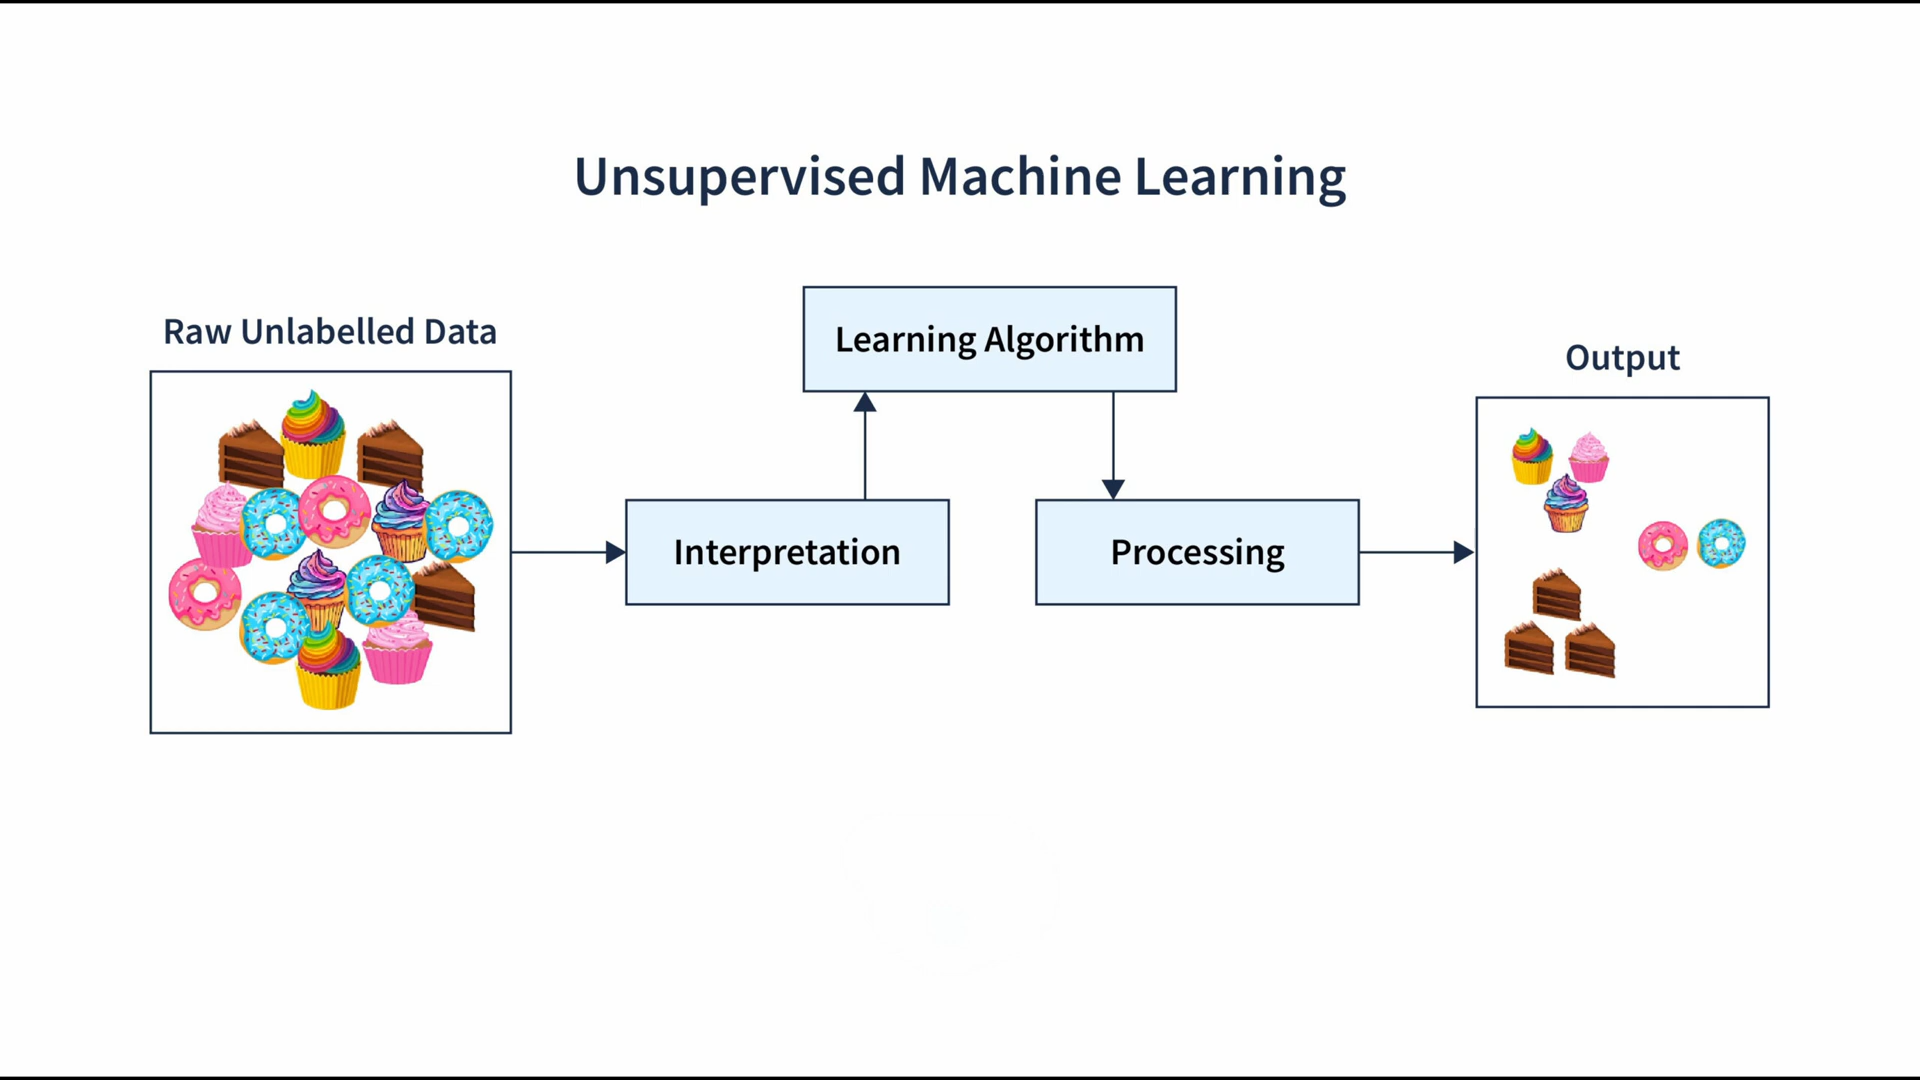 Unsupervised Machine Learning
Raw Unlabelled Data
Learning Algorithm
Output
Interpretation
Processing